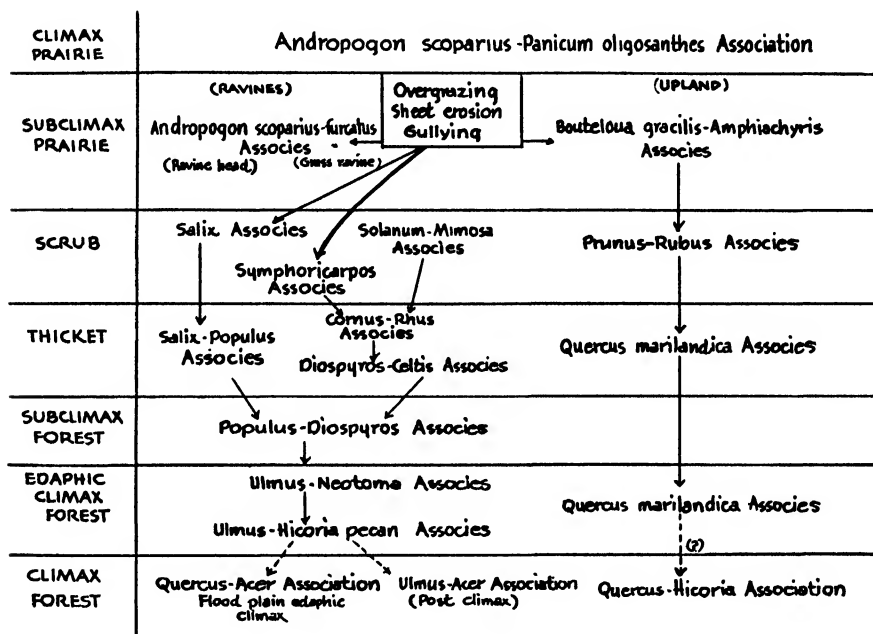 CLIMAX
PRAIRIE
Andropogon scoparius-Panicum oligosanthes Association
SUBCLIMAX
PRAIRIE
(RAVINES)
Andropogon scoparius-furcatus
Associes
(Ravine head)
(Grass ravine)
Overgrazing
Sheet erosion
Gullying
(UPLAND)
Bouteloua gracilis-Amphiachyris
Associes
SCRUB
Salix Associes
Symphoricarpos
Associes
Solanum-Mimosa
Associes
Prunus-Rubus Associes
THICKET
Salix-Populus
Associes
Cornus-Rhus
Associes
Diospyros-Celtis Associes
Quercus marilandica Associes
SUBCLIMAX
FOREST
Populus-Diospyros Associes
EDAPHIC
CLIMAX
FOREST
Ulmus-Neotoma Associes
Ulmus-Hicoria pecan Associes
Quercus marilandica Associes
(?)
CLIMAX
FOREST
Quercus-Acer Association
Flood plain edaphic
climax
Ulmus-Acer Association
(Post climax)
Quercus-Hicoria Association